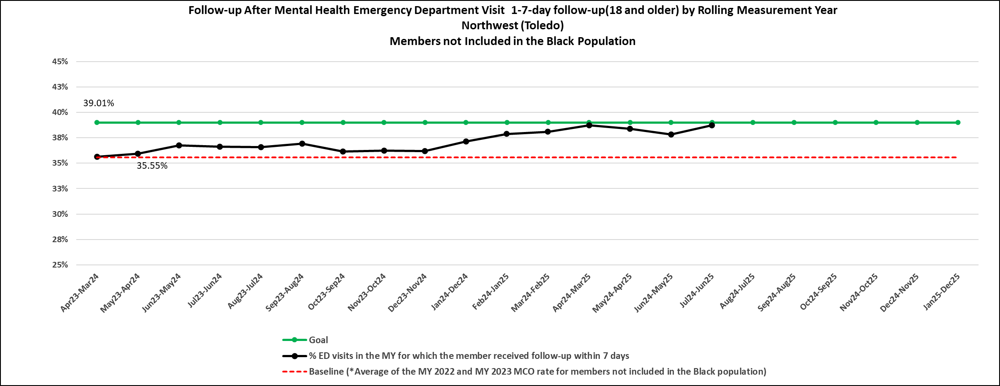 Follow-up After Mental Health Emergency Department Visit  1-7-day follow-up(18 and older) by Rolling Measurement Year
Northwest (Toledo)
Members not Included in the Black Population
45%
43%
39.01%
40%
38%
35%
35.55%
33%
30%
28%
25%
Apr23-Mar24
May23-Apr24
Jun23-May24
Jul23-Jun24
Aug23-Jul24
Sep23-Aug24
Oct23-Sep24
Nov23-Oct24
Dec23-Nov24
Jan24-Dec24
Feb24-Jan25
Mar24-Feb25
Apr24-Mar25
May24-Apr25
Jun24-May25
Jul24-Jun25
Aug24-Jul25
Sep24-Aug25
Oct24-Sep25
Nov24-Oct25
Dec24-Nov25
Jan25-Dec25
Goal
% ED visits in the MY for which the member received follow-up within 7 days
Baseline (*Average of the MY 2022 and MY 2023 MCO rate for members not included in the Black population)